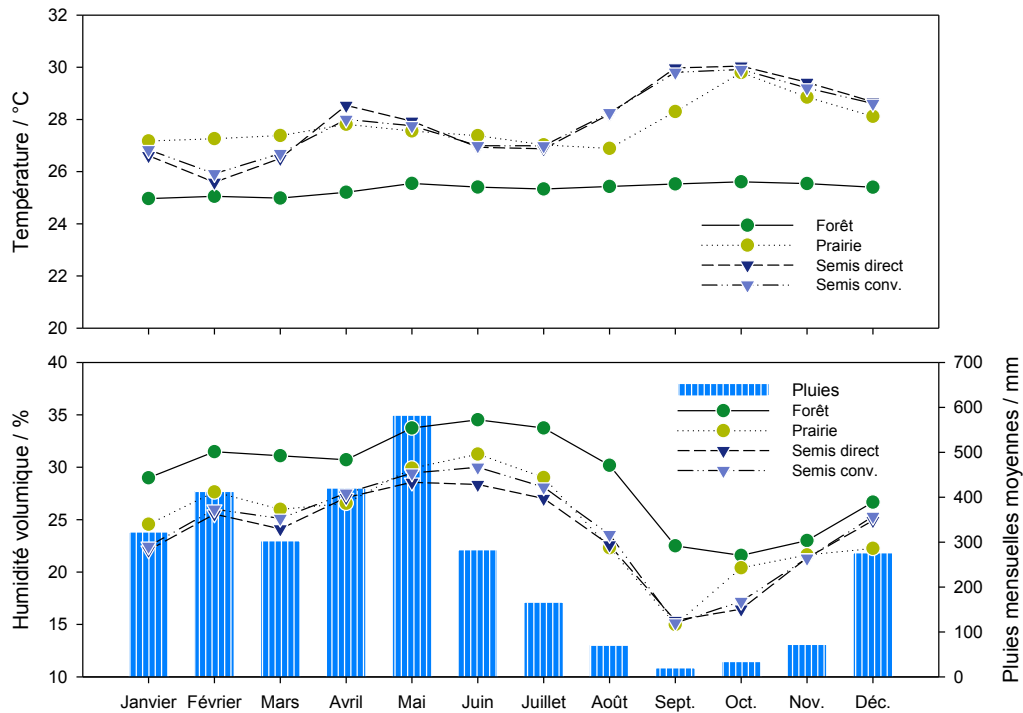 Température / °C
32
30
28
26
24
22
20
Forêt
Prairie
Semis direct
Semis conv.
Humidité volumique / %
40
35
30
25
20
15
10
Pluies
Forêt
Prairie
Semis direct
Semis conv.
700
600
500
400
300
200
100
0
Pluies mensuelles moyennes / mm
Janvier Février Mars Avril Mai Juin Juillet Août Sept. Oct. Nov. Déc.